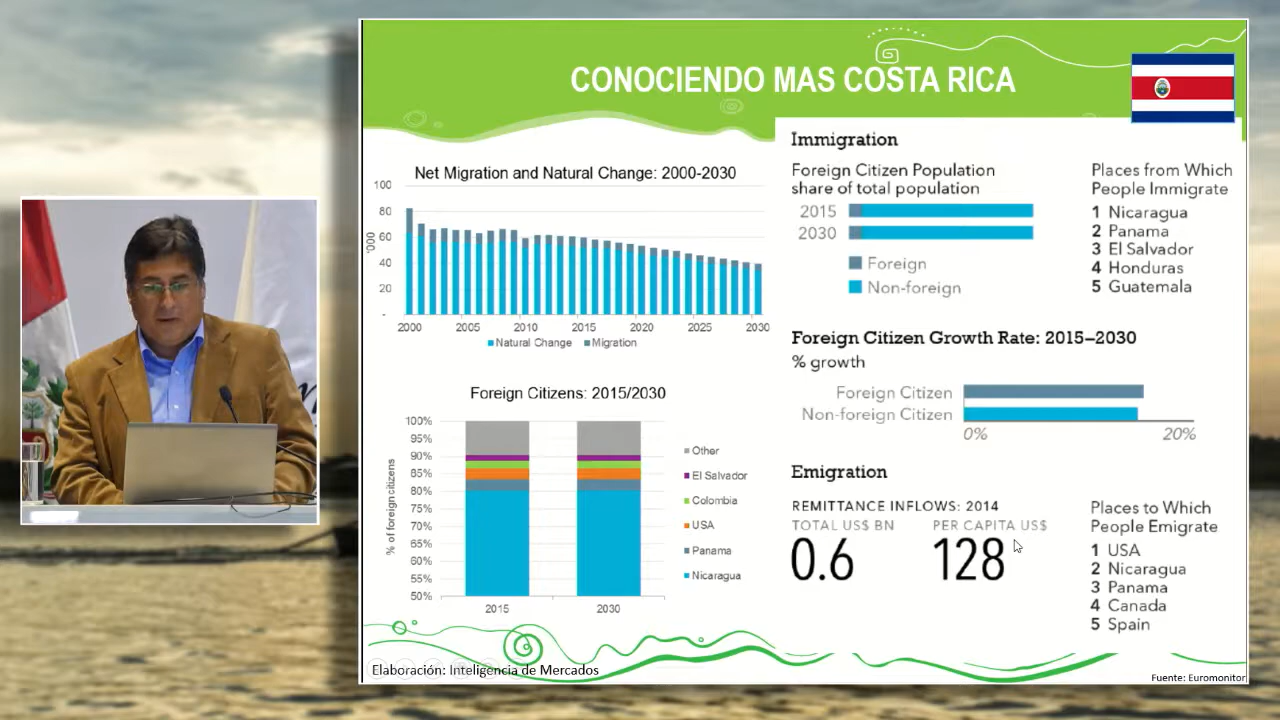 CONOCIENDO MAS COSTA RICA
Net Migration and Natural Change: 2000-2030
'000
100
80
60
40
20
-
2000 2005 2010 2015 2020 2025 2030
Natural Change Migration
Foreign Citizens: 2015/2030
% of foreign citizens
100%
95%
90%
85%
80%
75%
70%
65%
60%
55%
50%
2015 2030
Other
El Salvador
Colombia
USA
Panama
Nicaragua
Immigration
Foreign Citizen Population
share of total population
2015
2030
Foreign
Non-foreign
Places from Which
People Immigrate
1 Nicaragua
2 Panama
3 El Salvador
4 Honduras
5 Guatemala
Foreign Citizen Growth Rate: 2015–2030
% growth
Foreign Citizen
Non-foreign Citizen
0% 20%
Emigration
REMITTANCE INFLOWS: 2014
TOTAL US$ BN PER CAPITA US$
0.6 128
Places to Which
People Emigrate
1 USA
2 Nicaragua
3 Panama
4 Canada
5 Spain
Elaboración: Inteligencia de Mercados
Fuente: Euromonitor